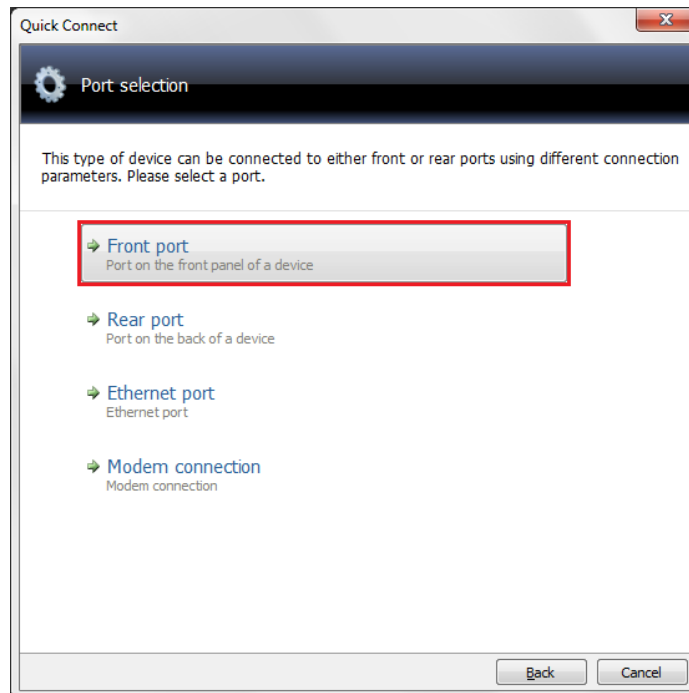 Quick Connect
Port selection
This type of device can be connected to either front or rear ports using different connection
parameters. Please select a port.
Front port
Port on the front panel of a device
Rear port
Port on the back of a device
Ethernet port
Ethernet port
Modem connection
Modem connection
Back
Cancel